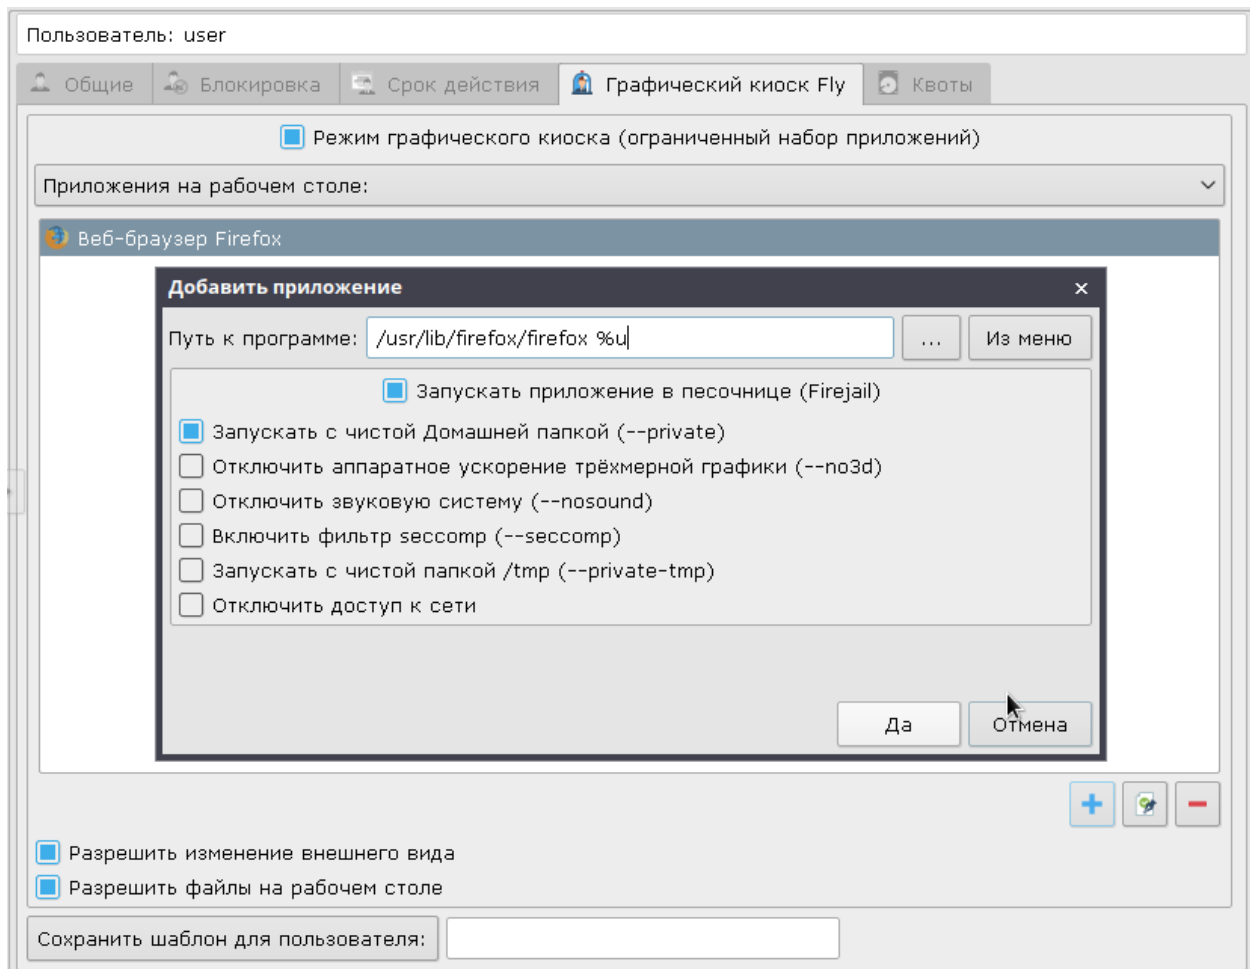 Пользователь: user
Общие Блокировка Срок действия Графический киоск Fly Квоты
Режим графического киоска (ограниченный набор приложений)
Приложения на рабочем столе:
Веб-браузер Firefox
Добавить приложение
Путь к программе: /usr/lib/firefox/firefox %u ... Из меню
Запускать приложение в песочнице (Firejail)
Запускать с чистой Домашней папкой (--private)
Отключить аппаратное ускорение трёхмерной графики (--no3d)
Отключить звуковую систему (--nosound)
Включить фильтр seccomp (--seccomp)
Запускать с чистой папкой /tmp (--private-tmp)
Отключить доступ к сети
Да Отмена
Разрешить изменение внешнего вида
Разрешить файлы на рабочем столе
Сохранить шаблон для пользователя: